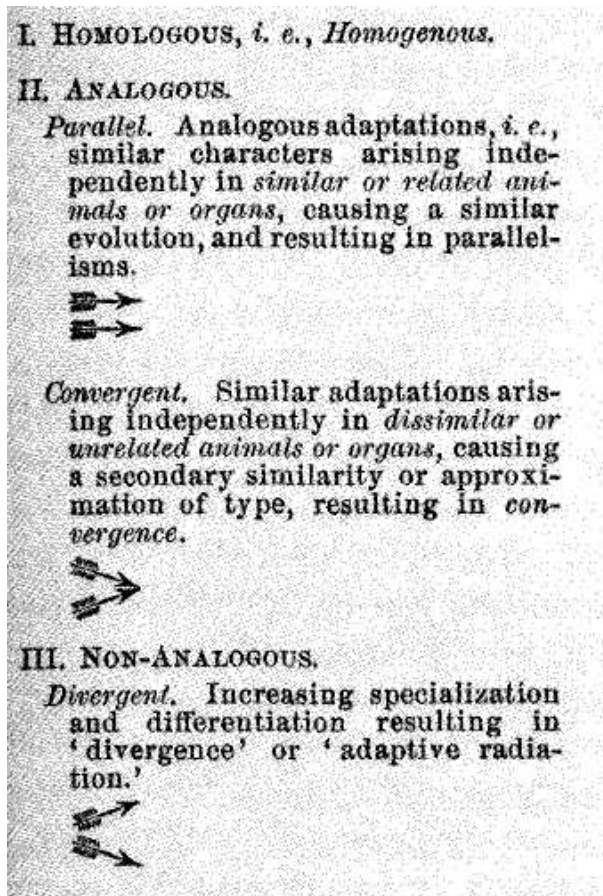 I. HOMOLOGOUS, i. e., Homogenous.
II. ANALOGOUS.
Parallel. Analogous adaptations, i. e.,
similar characters arising inde-
pendently in similar or related ani-
mals or organs, causing a similar
evolution, and resulting in parallel-
isms.
Convergent. Similar adaptations aris-
ing independently in dissimilar or
unrelated animals or organs, causing
a secondary similarity or approxi-
mation of type, resulting in con-
vergence.
III. NON-ANALOGOUS.
Divergent. Increasing specialization
and differentiation resulting in
‘divergence’ or ‘adaptive radia-
tion.’